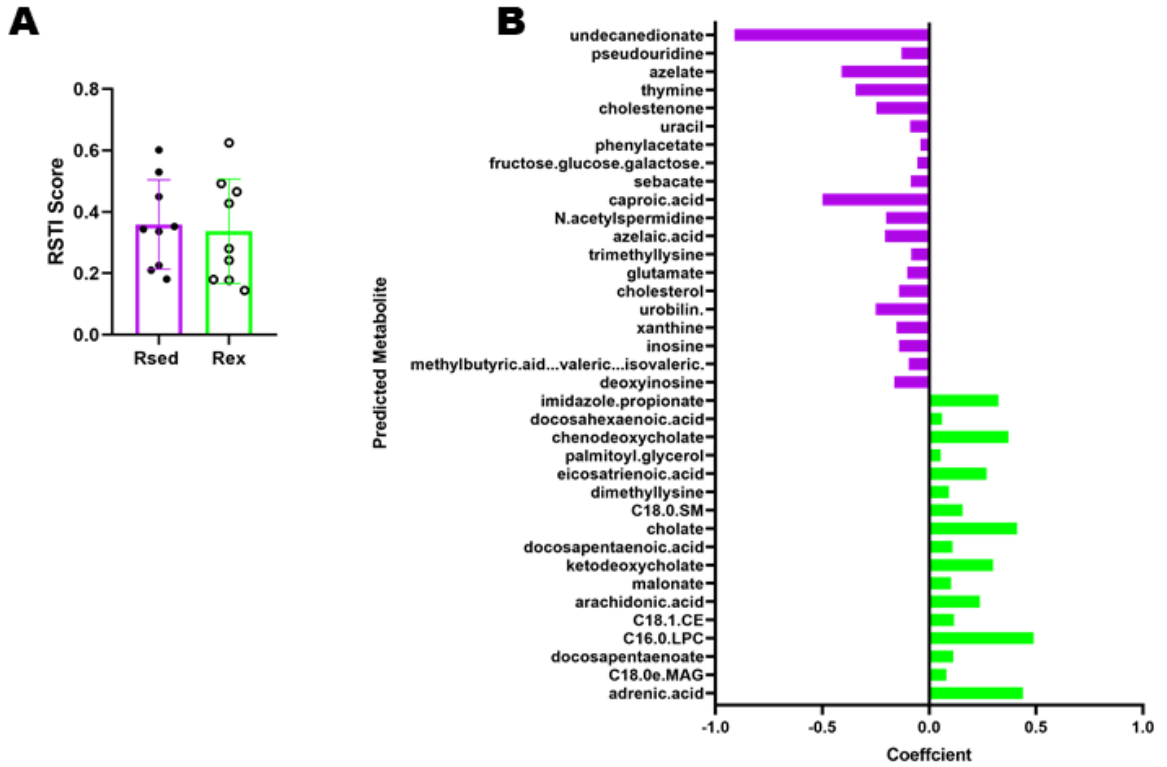 A
B
0.8
0.6
0.4
0.2
0.0
RSTI Score
Rsed
Rex
Predicted Metabolite
undecanedionate
pseudouridine
azelate
thymine
cholestenone
uracil
phenylacetate
fructose.glucose.galactose.
sebacate
caproic.acid
N.acetylspermidine
azelaic.acid
trimethyllysine
glutamate
cholesterol
urobilin.
xanthine
inosine
methylbutyric.aid...valeric...isovaleric.
deoxyinosine
imidazole.propionate
docosahexaenoic.acid
chenodeoxycholate
palmitoyl.glycerol
eicosatrienoic.acid
dimethyllysine
C18.0.SM
cholate
docosapentaenoic.acid
ketodeoxycholate
malonate
arachidonic.acid
C18.1.CE
C16.0.LPC
docosapentaenoate
C18.0e.MAG
adrenic.acid
-1.0 -0.5 0.0 0.5 1.0
Coeffcient